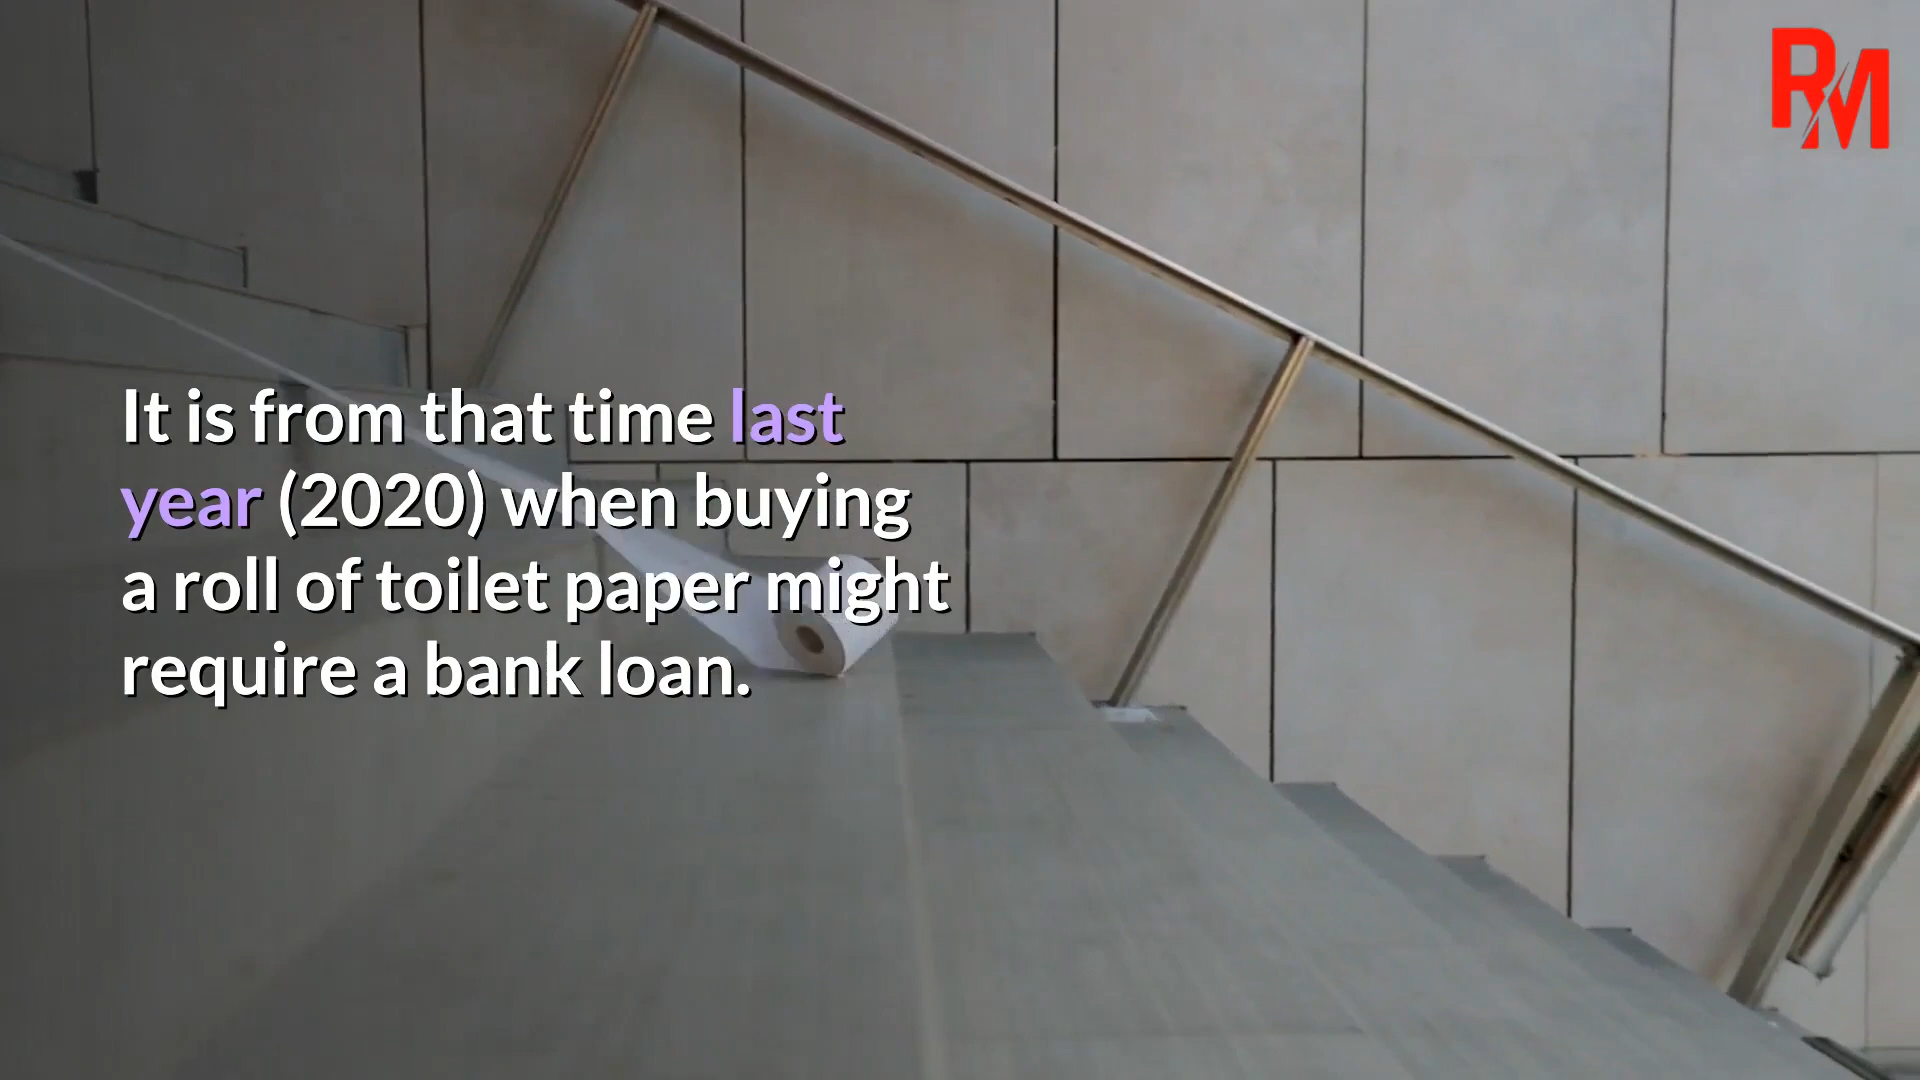 RM
It is from that time last
year (2020) when buying
a roll of toilet paper might
require a bank loan.